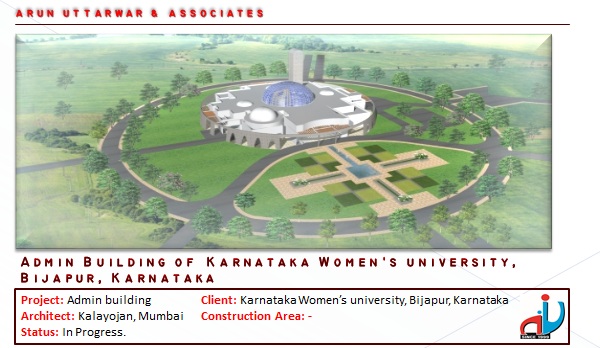 ARUN UTTARWAR & ASSOCIATES
ADMIN BUILDING OF KARNATAKA WOMEN'S UNIVERSITY,
BIJAPUR, KARNATAKA
Project: Admin building Client: Karnataka Women's university, Bijapur, Karnataka
Architect: Kalayojan, Mumbai Construction Area: -
Status: In Progress.